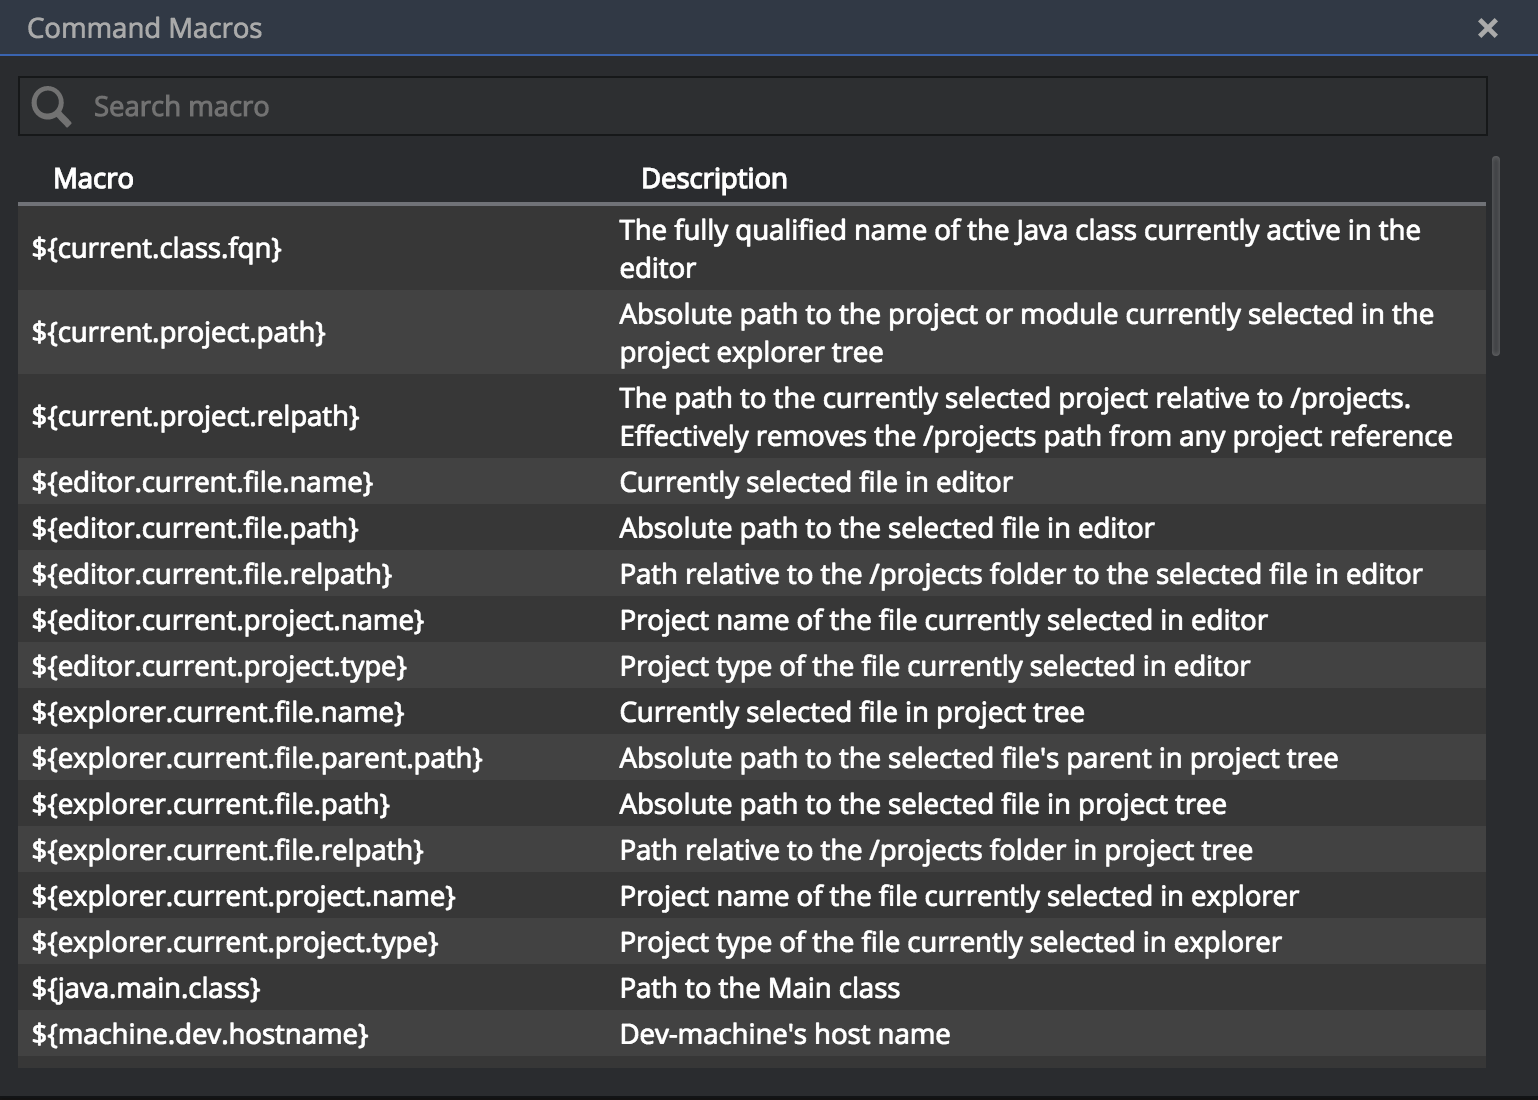 Command Macros
Search macro
Macro Description
${current.class.fqn} The fully qualified name of the Java class currently active in the
editor
${current.project.path} Absolute path to the project or module currently selected in the
project explorer tree
${current.project.relpath} The path to the currently selected project relative to /projects.
Effectively removes the /projects path from any project reference
${editor.current.file.name} Currently selected file in editor
${editor.current.file.path} Absolute path to the selected file in editor
${editor.current.file.relpath} Path relative to the /projects folder to the selected file in editor
${editor.current.project.name} Project name of the file currently selected in editor
${editor.current.project.type} Project type of the file currently selected in editor
${explorer.current.file.name} Currently selected file in project tree
${explorer.current.file.parent.path} Absolute path to the selected file's parent in project tree
${explorer.current.file.path} Absolute path to the selected file in project tree
${explorer.current.file.relpath} Path relative to the /projects folder in project tree
${explorer.current.project.name} Project name of the file currently selected in explorer
${explorer.current.project.type} Project type of the file currently selected in explorer
${java.main.class} Path to the Main class
${machine.dev.hostname} Dev-machine's host name